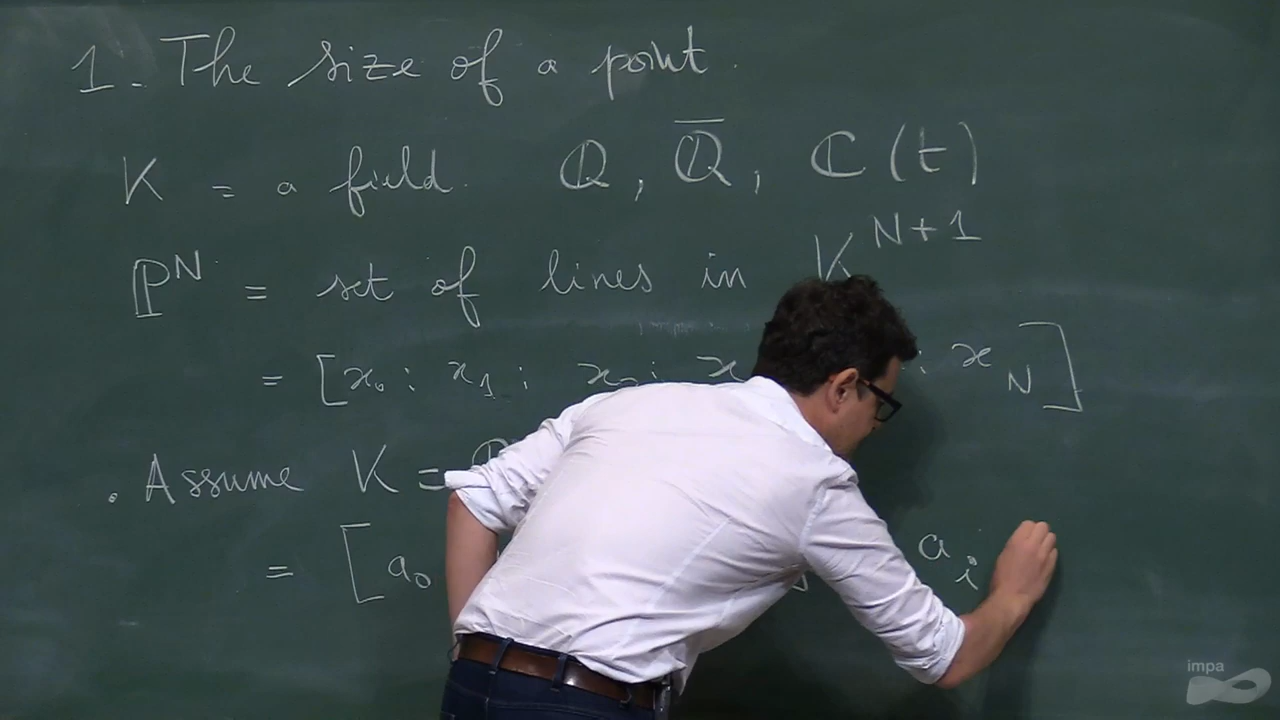 1. The size of a point.
K = a field. ℚ, ℚ̅, ℂ(t)
ℙ^N = set of lines in K^{N+1}
= [x₀ : x₁ : x : x_N]
. Assume K =
= [a₀ a_i
impa